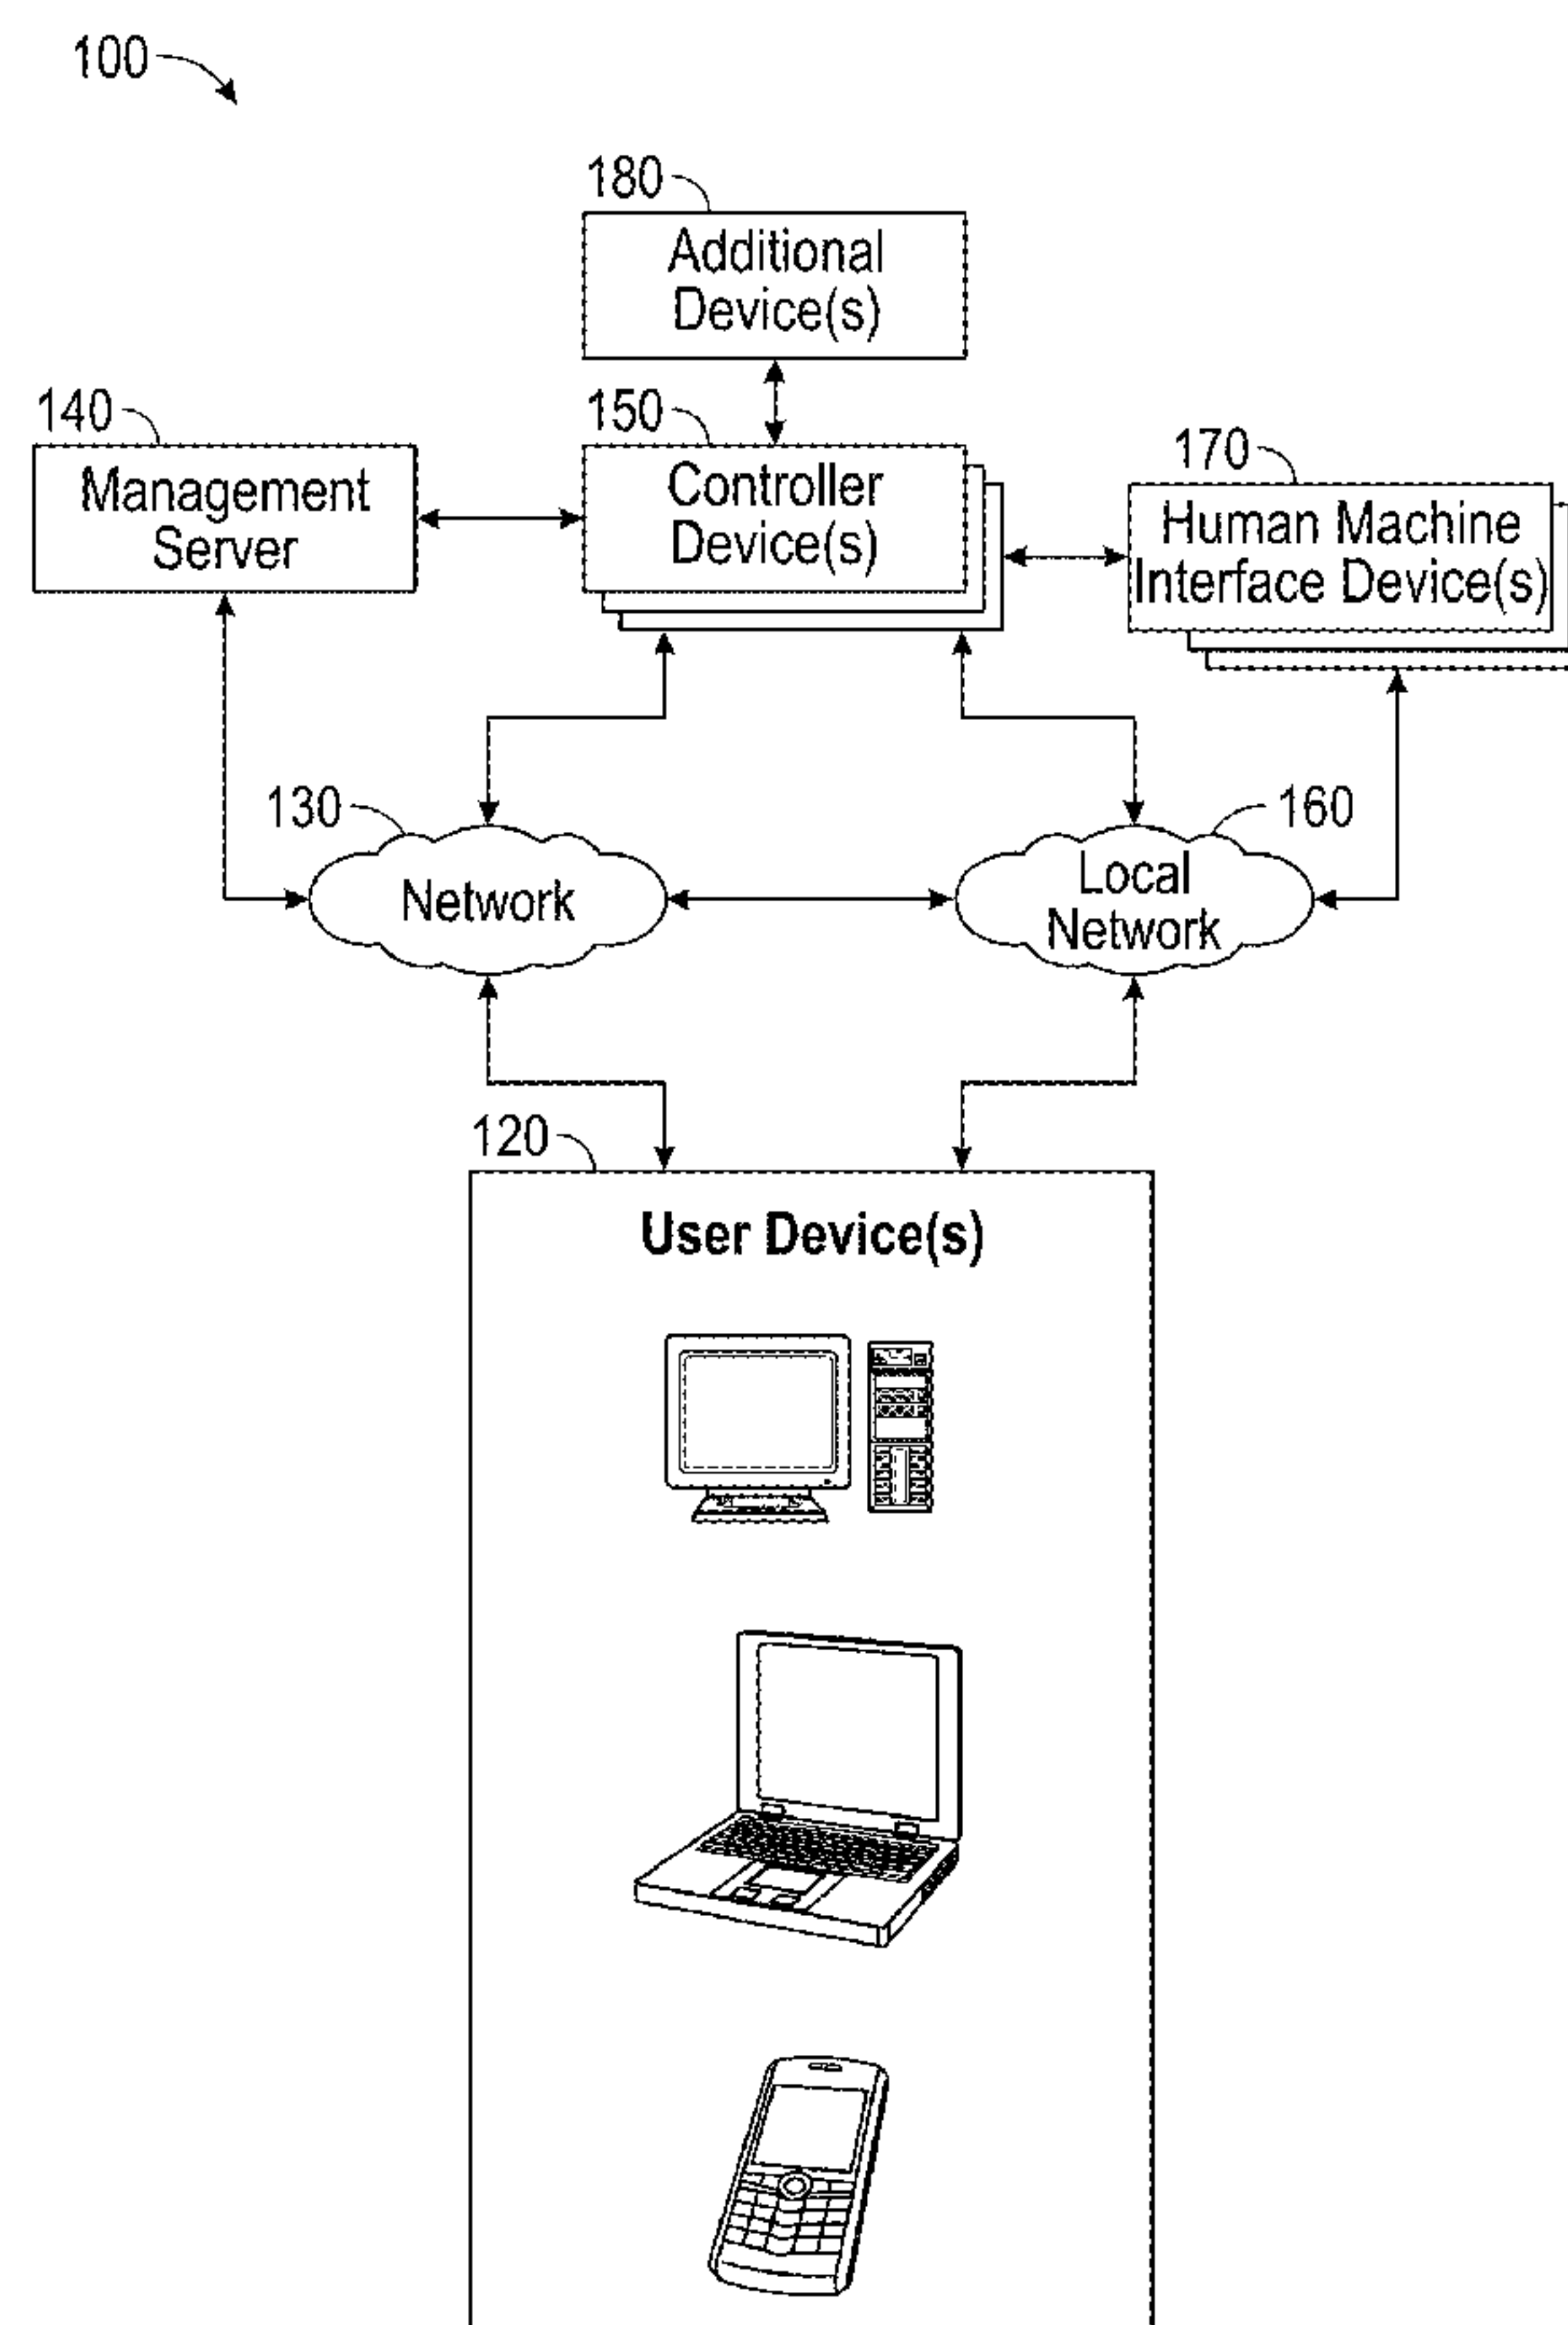 100
180
Additional
Device(s)
140
Management
Server
150
Controller
Device(s)
170
Human Machine
Interface Device(s)
130
Network
160
Local
Network
120
User Device(s)